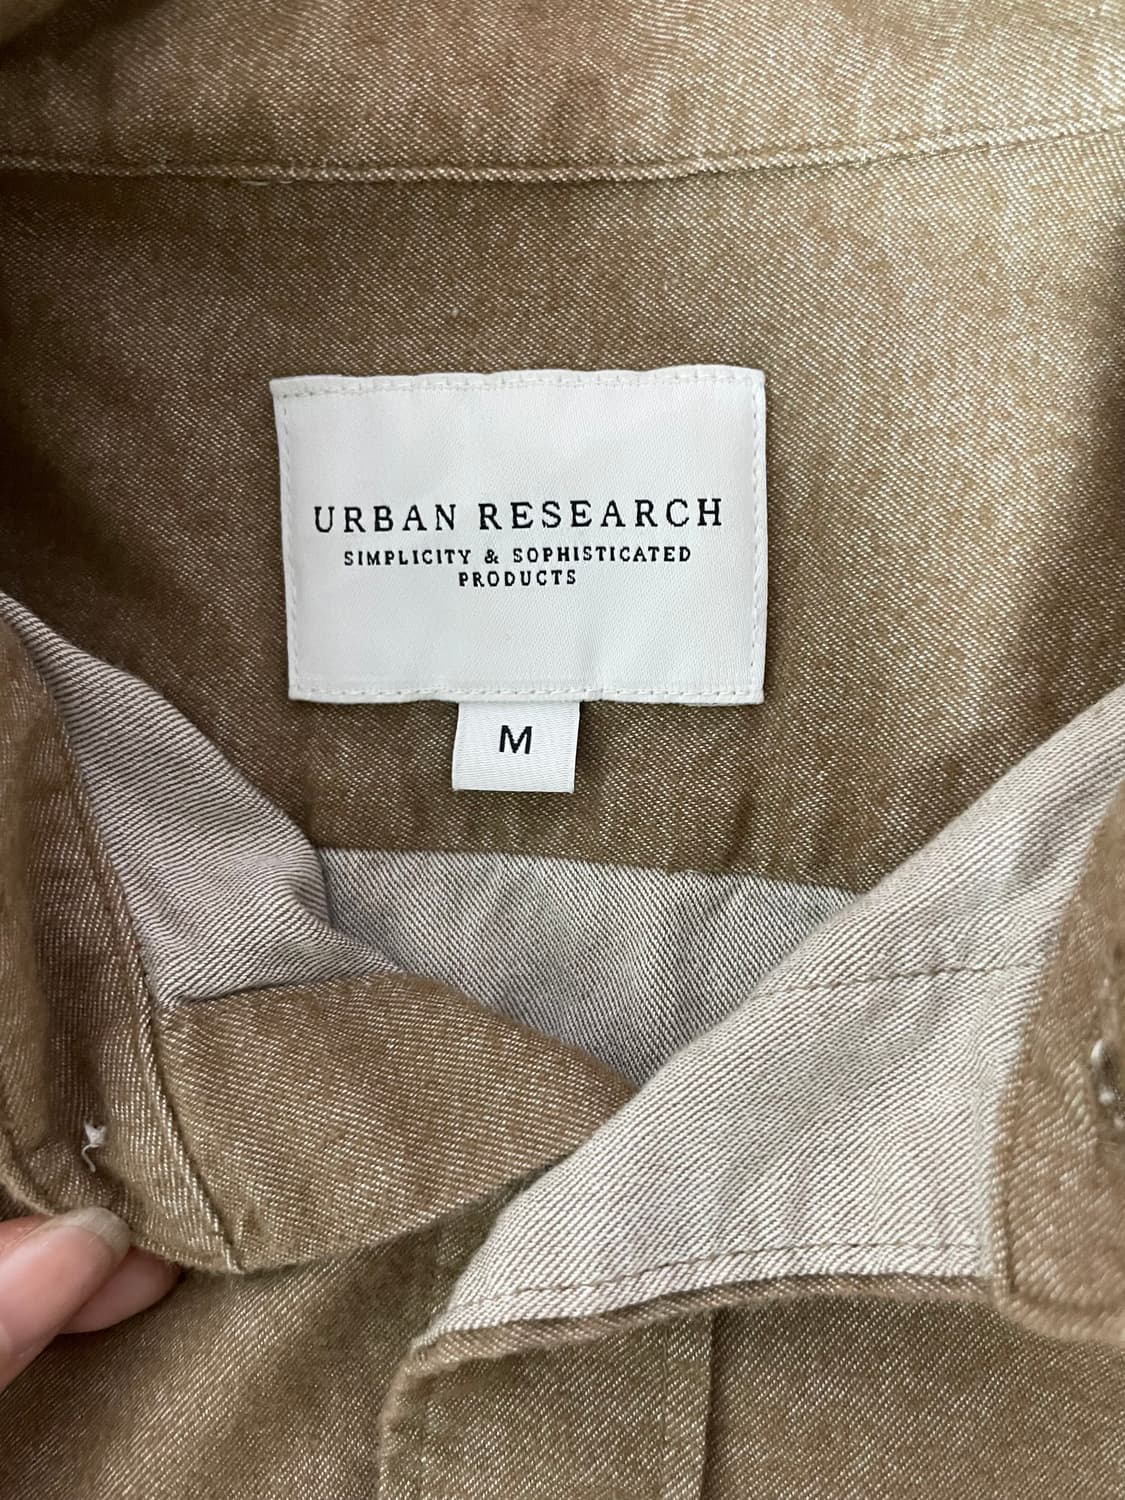 URBAN RESEARCH
SIMPLICITY & SOPHISTICATED
PRODUCTS
M